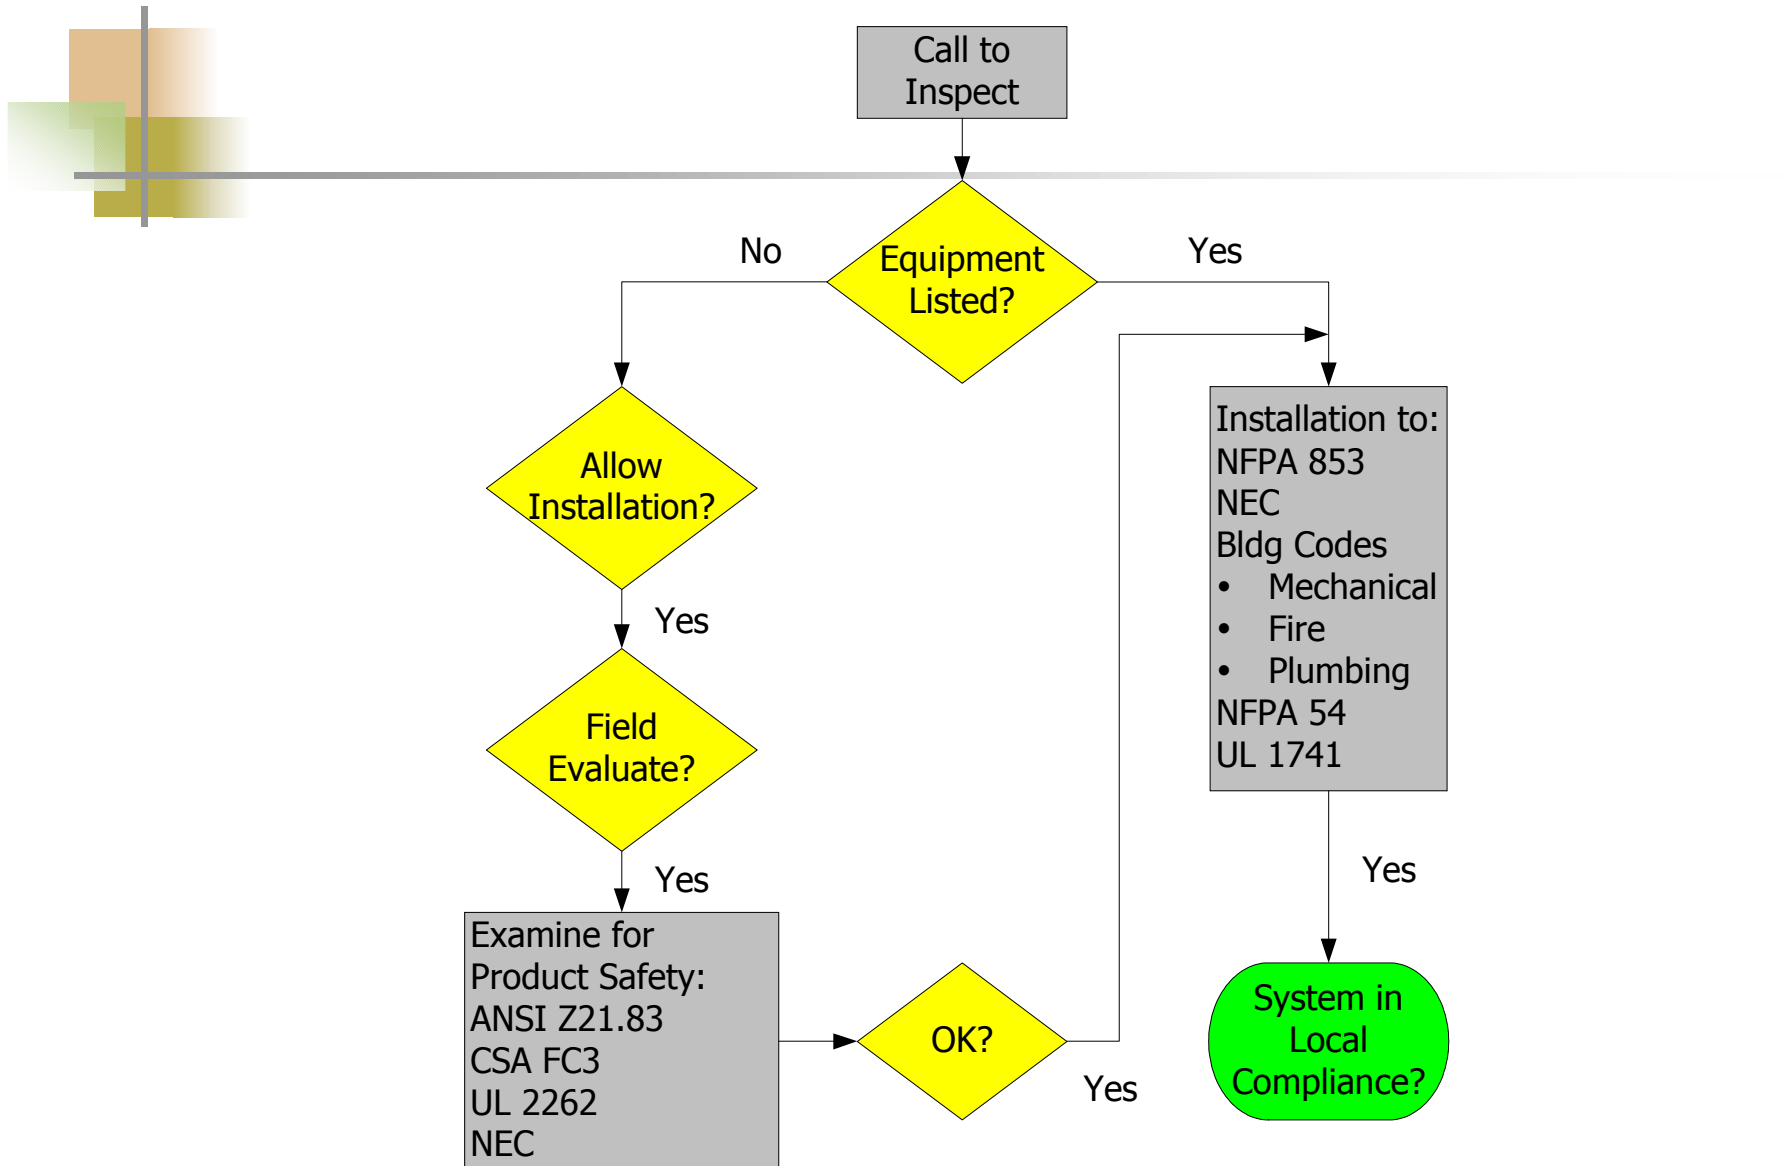 Call to
Inspect
No
Equipment
Listed?
Yes
Allow
Installation?
Yes
Field
Evaluate?
Yes
Examine for
Product Safety:
ANSI Z21.83
CSA FC3
UL 2262
NEC
OK?
Yes
Installation to:
NFPA 853
NEC
Bldg Codes
• Mechanical
• Fire
• Plumbing
NFPA 54
UL 1741
Yes
System in
Local
Compliance?